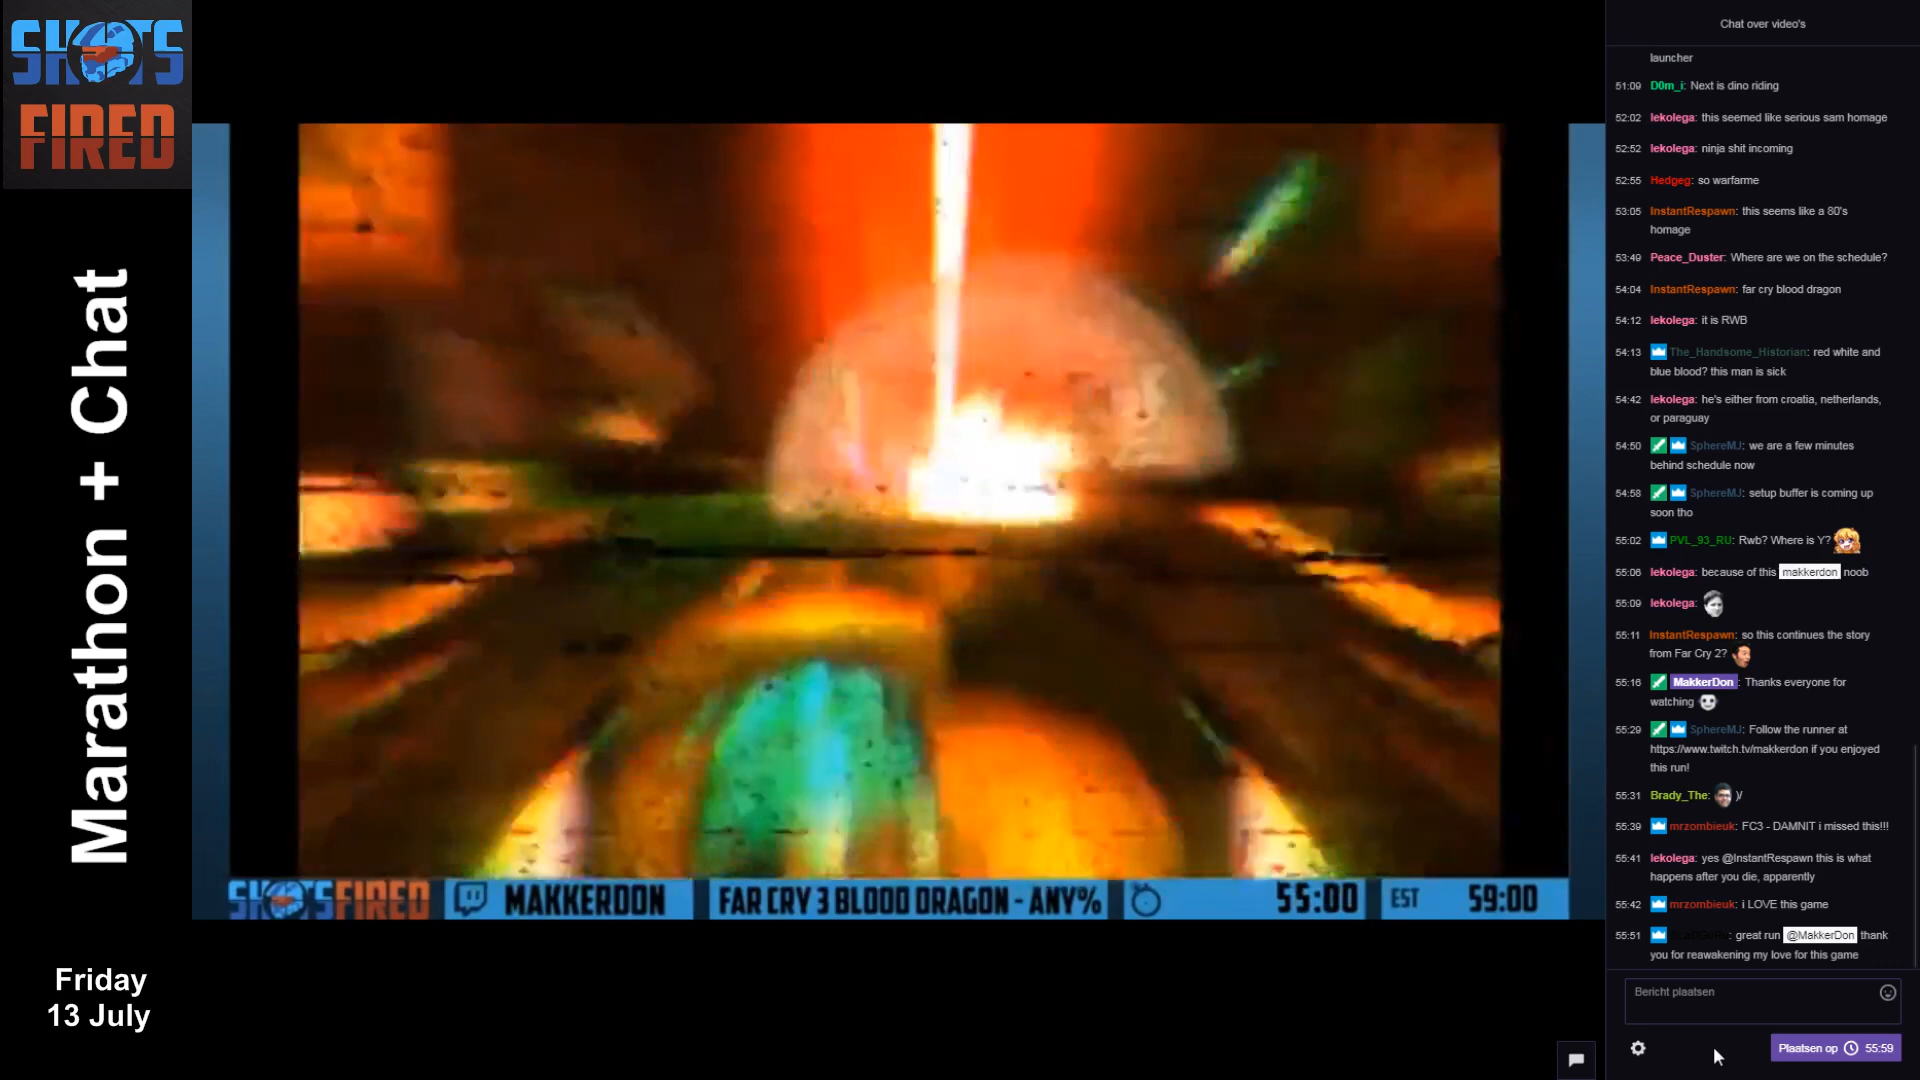 SHOTS
FIRED
Marathon + Chat
Friday
13 July
SHOTSFIRED
MAKKERDON
FAR CRY 3 BLOOD DRAGON - ANY%
55:00
EST 59:00
Chat over video's
launcher
51:09 D0m_i: Next is dino riding
52:02 lekolega: this seemed like serious sam homage
52:52 lekolega: ninja shit incoming
52:55 Hedgeg: so warfarme
53:05 InstantRespawn: this seems like a 80's
homage
53:49 Peace_Duster: Where are we on the schedule?
54:04 InstantRespawn: far cry blood dragon
54:12 lekolega: it is RWB
54:13 The_Handsome_Historian: red white and
blue blood? this man is sick
54:42 lekolega: he's either from croatia, netherlands,
or paraguay
54:50 SphereMJ: we are a few minutes
behind schedule now
54:58 SphereMJ: setup buffer is coming up
soon tho
55:02 PVL_93_RU: Rwb? Where is Y?
55:06 lekolega: because of this makkerdon noob
55:09 lekolega:
55:11 InstantRespawn: so this continues the story
from Far Cry 2?
55:16 MakkerDon: Thanks everyone for
watching
55:29 SphereMJ: Follow the runner at
https://www.twitch.tv/makkerdon if you enjoyed
this run!
55:31 Brady_The: )/
55:39 mrzombieuk: FC3 - DAMNIT i missed this!!!
55:41 lekolega: yes @InstantRespawn this is what
happens after you die, apparently
55:42 mrzombieuk: i LOVE this game
55:51 : great run @MakkerDon thank
you for reawakening my love for this game
Bericht plaatsen
Plaatsen op 55:59